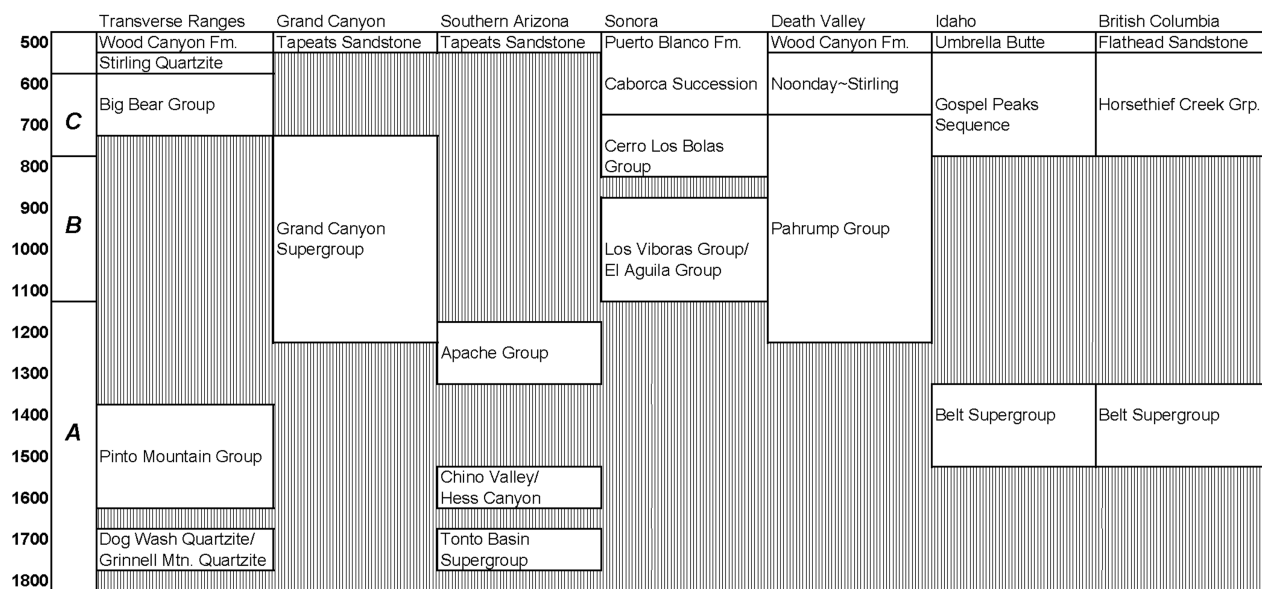 Transverse Ranges Grand Canyon Southern Arizona Sonora Death Valley Idaho British Columbia
500 Wood Canyon Fm. Tapeats Sandstone Tapeats Sandstone Puerto Blanco Fm. Wood Canyon Fm. Umbrella Butte Flathead Sandstone
Stirling Quartzite
600 Caborca Succession Noonday~Stirling
Big Bear Group Gospel Peaks Horsethief Creek Grp.
700 C Sequence
Cerro Los Bolas
800 Group
900
B Grand Canyon Pahrump Group
1000 Supergroup Los Viboras Group/
El Aguila Group
1100
1200
Apache Group
1300
1400 Belt Supergroup Belt Supergroup
A
1500 Pinto Mountain Group
Chino Valley/
1600 Hess Canyon
1700 Dog Wash Quartzite/ Tonto Basin
Grinnell Mtn. Quartzite Supergroup
1800